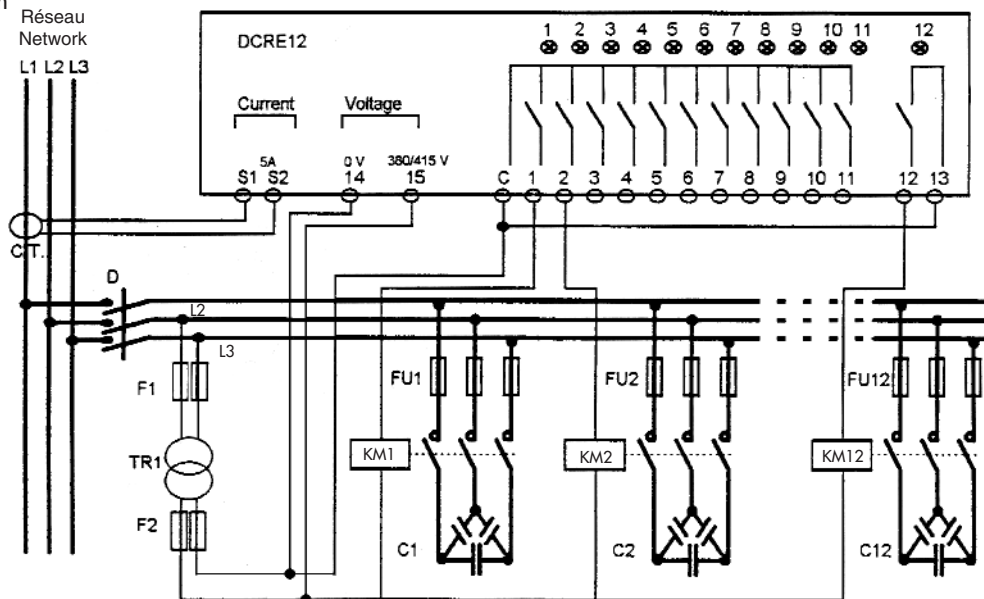 n
Réseau
Network
L1 L2 L3
DCRE12
1 2 3 4 5 6 7 8 9 10 11 12
Current Voltage
5A 0 V 380/415 V
S1 S2 14 15 C 1 2 3 4 5 6 7 8 9 10 11 12 13
C.T.
D
L2
L3
F1 FU1 FU2 FU12
TR1 KM1 KM2 KM12
F2
C1 C2 C12